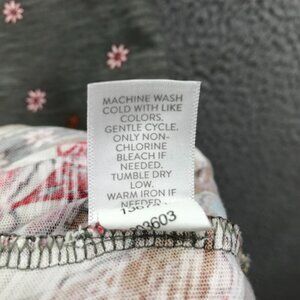 MACHINE WASH
COLD WITH LIKE
COLORS,
GENTLE CYCLE.
ONLY NON-
CHLORINE
BLEACH IF
NEEDED.
TUMBLE DRY
LOW.
WARM IRON IF
NEEDED
3603